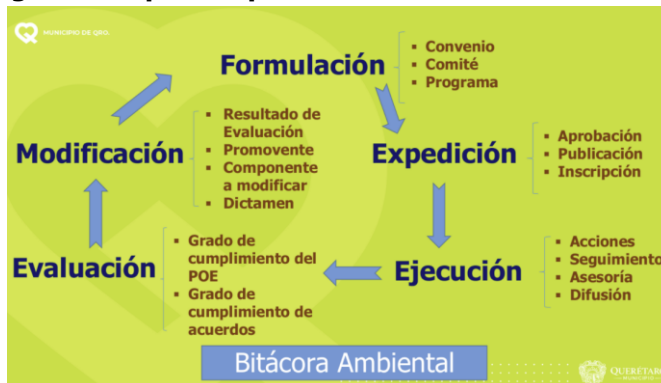 MUNICIPIO DE QRO.
Formulación
▪ Convenio
▪ Comité
▪ Programa
Modificación
▪ Resultado de
Evaluación
▪ Promovente
▪ Componente
a modificar
▪ Dictamen
Expedición
▪ Aprobación
▪ Publicación
▪ Inscripción
Evaluación
▪ Grado de
cumplimiento del
POE
▪ Grado de
cumplimiento de
acuerdos
Ejecución
▪ Acciones
▪ Seguimiento
▪ Asesoría
▪ Difusión
Bitácora Ambiental